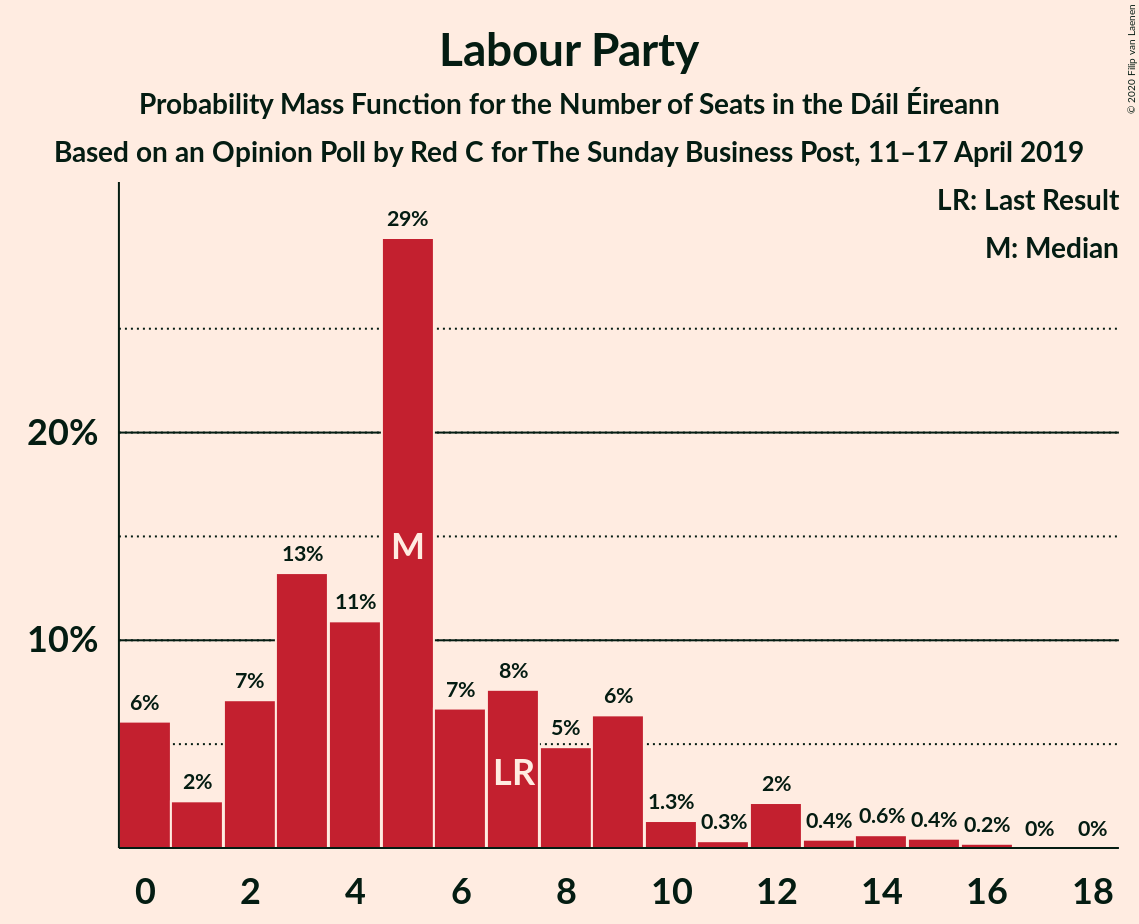 Labour Party
Probability Mass Function for the Number of Seats in the Dáil Éireann
Based on an Opinion Poll by Red C for The Sunday Business Post, 11–17 April 2019
© 2020 Filip van Laenen
LR: Last Result
M: Median
20%
10%
6%
2%
7%
13%
11%
29%
M
7%
8%
LR
5%
6%
1.3%
0.3%
2%
0.4%
0.6%
0.4%
0.2%
0%
0%
0 2 4 6 8 10 12 14 16 18